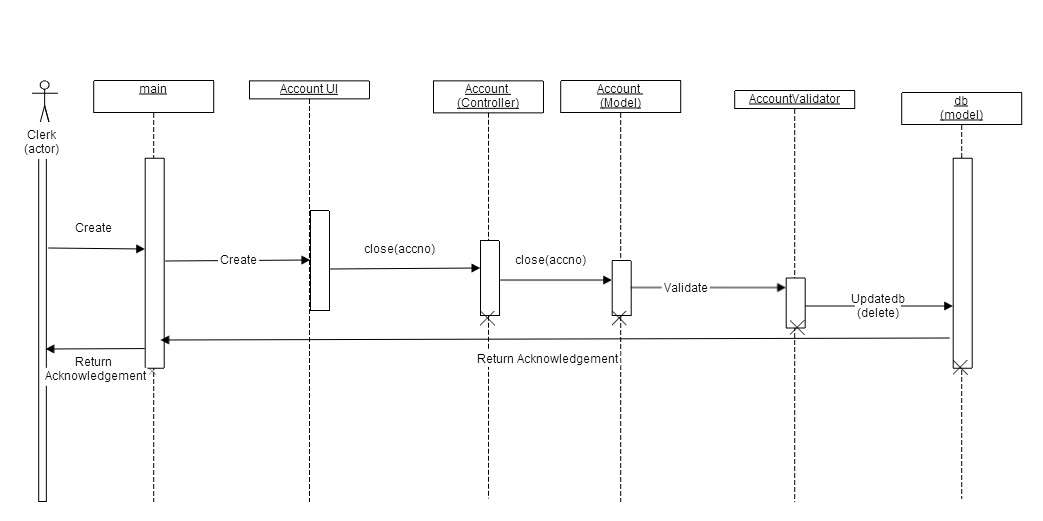 main
Account UI
Account
(Controller)
Account
(Model)
AccountValidator
db
(model)
Clerk
(actor)
Create
Create
close(accno)
close(accno)
Validate
Updatedb
(delete)
Return
Acknowledgement
Return Acknowledgement